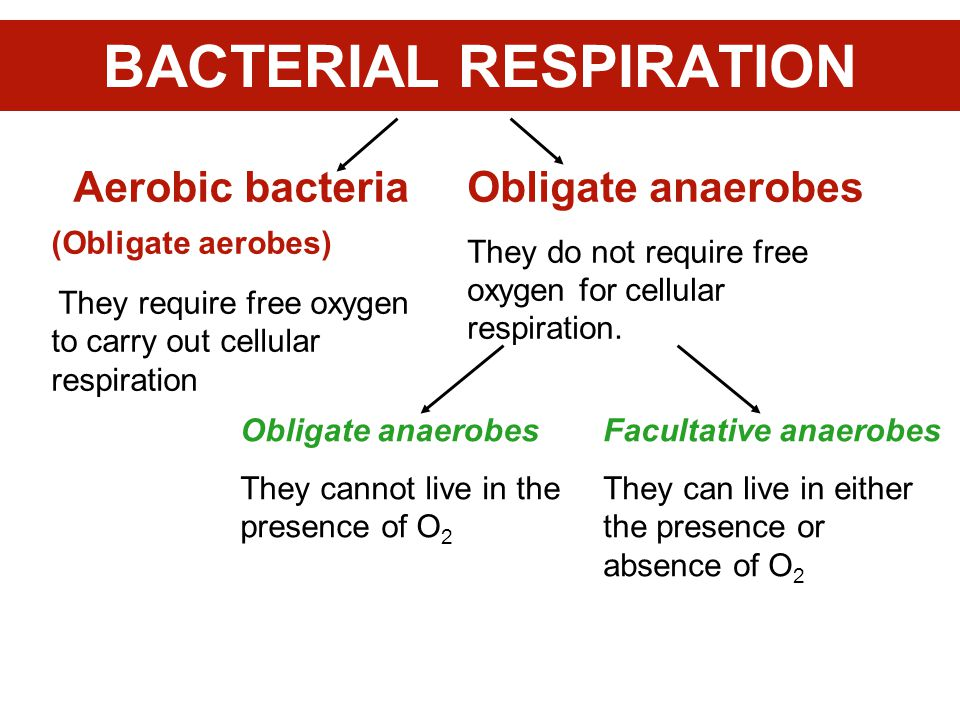 BACTERIAL RESPIRATION
Aerobic bacteria
(Obligate aerobes)
They require free oxygen
to carry out cellular
respiration
Obligate anaerobes
They do not require free
oxygen for cellular
respiration.
Obligate anaerobes
They cannot live in the
presence of O₂
Facultative anaerobes
They can live in either
the presence or
absence of O₂